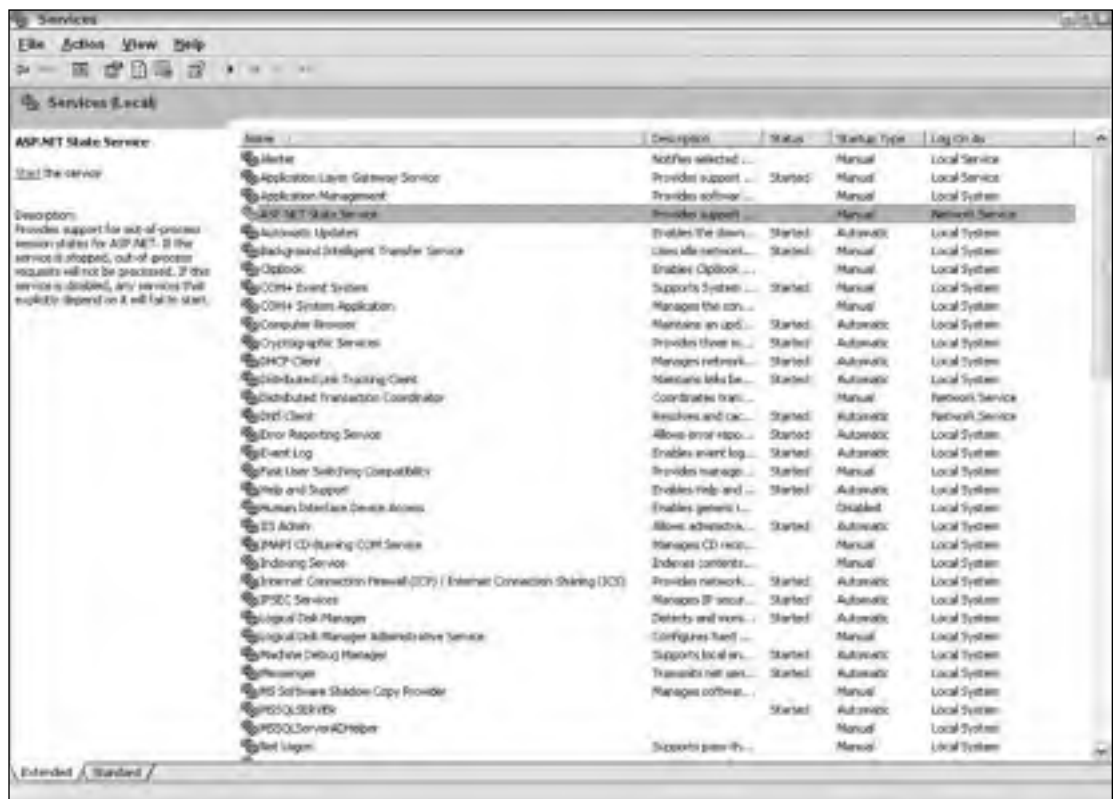 Services
File Action View Help
Services (Local)
ASP.NET State Service
Start the service
Description:
Provides support for out-of-process
session states for ASP.NET. If this
service is stopped, out-of-process
requests will not be processed. If this
service is disabled, any services that
explicitly depend on it will fail to start.
Name Description Status Startup Type Log On As
Alerter Notifies selected ... Manual Local Service
Application Layer Gateway Service Provides support ... Started Manual Local Service
Application Management Provides softwar... Manual Local System
ASP.NET State Service Provides support ... Manual Network Service
Automatic Updates Enables the down... Started Automatic Local System
Background Intelligent Transfer Service Uses idle network... Started Manual Local System
ClipBook Enables ClipBook ... Manual Local System
COM+ Event System Supports System ... Started Manual Local System
COM+ System Application Manages the con... Manual Local System
Computer Browser Maintains an upd... Started Automatic Local System
Cryptographic Services Provides three m... Started Automatic Local System
DHCP Client Manages network... Started Automatic Local System
Distributed Link Tracking Client Maintains links be... Started Automatic Local System
Distributed Transaction Coordinator Coordinates tran... Manual Network Service
DNS Client Resolves and cac... Started Automatic Network Service
Error Reporting Service Allows error repo... Started Automatic Local System
Event Log Enables event log... Started Automatic Local System
Fast User Switching Compatibility Provides manage... Started Manual Local System
Help and Support Enables Help and ... Started Automatic Local System
Human Interface Device Access Enables generic i... Disabled Local System
IIS Admin Allows administra... Started Automatic Local System
IMAPI CD-Burning COM Service Manages CD reco... Manual Local System
Indexing Service Indexes contents... Manual Local System
Internet Connection Firewall (ICF) / Internet Connection Sharing (ICS) Provides network... Started Automatic Local System
IPSEC Services Manages IP secur... Started Automatic Local System
Logical Disk Manager Detects and moni... Started Automatic Local System
Logical Disk Manager Administrative Service Configures hard ... Manual Local System
Machine Debug Manager Supports local an... Started Automatic Local System
Messenger Transmits net sen... Started Automatic Local System
MS Software Shadow Copy Provider Manages softwar... Manual Local System
MSSQLSERVER Started Automatic Local System
MSSQLServerADHelper Manual Local System
Net Logon Supports pass-th... Manual Local System
Extended Standard